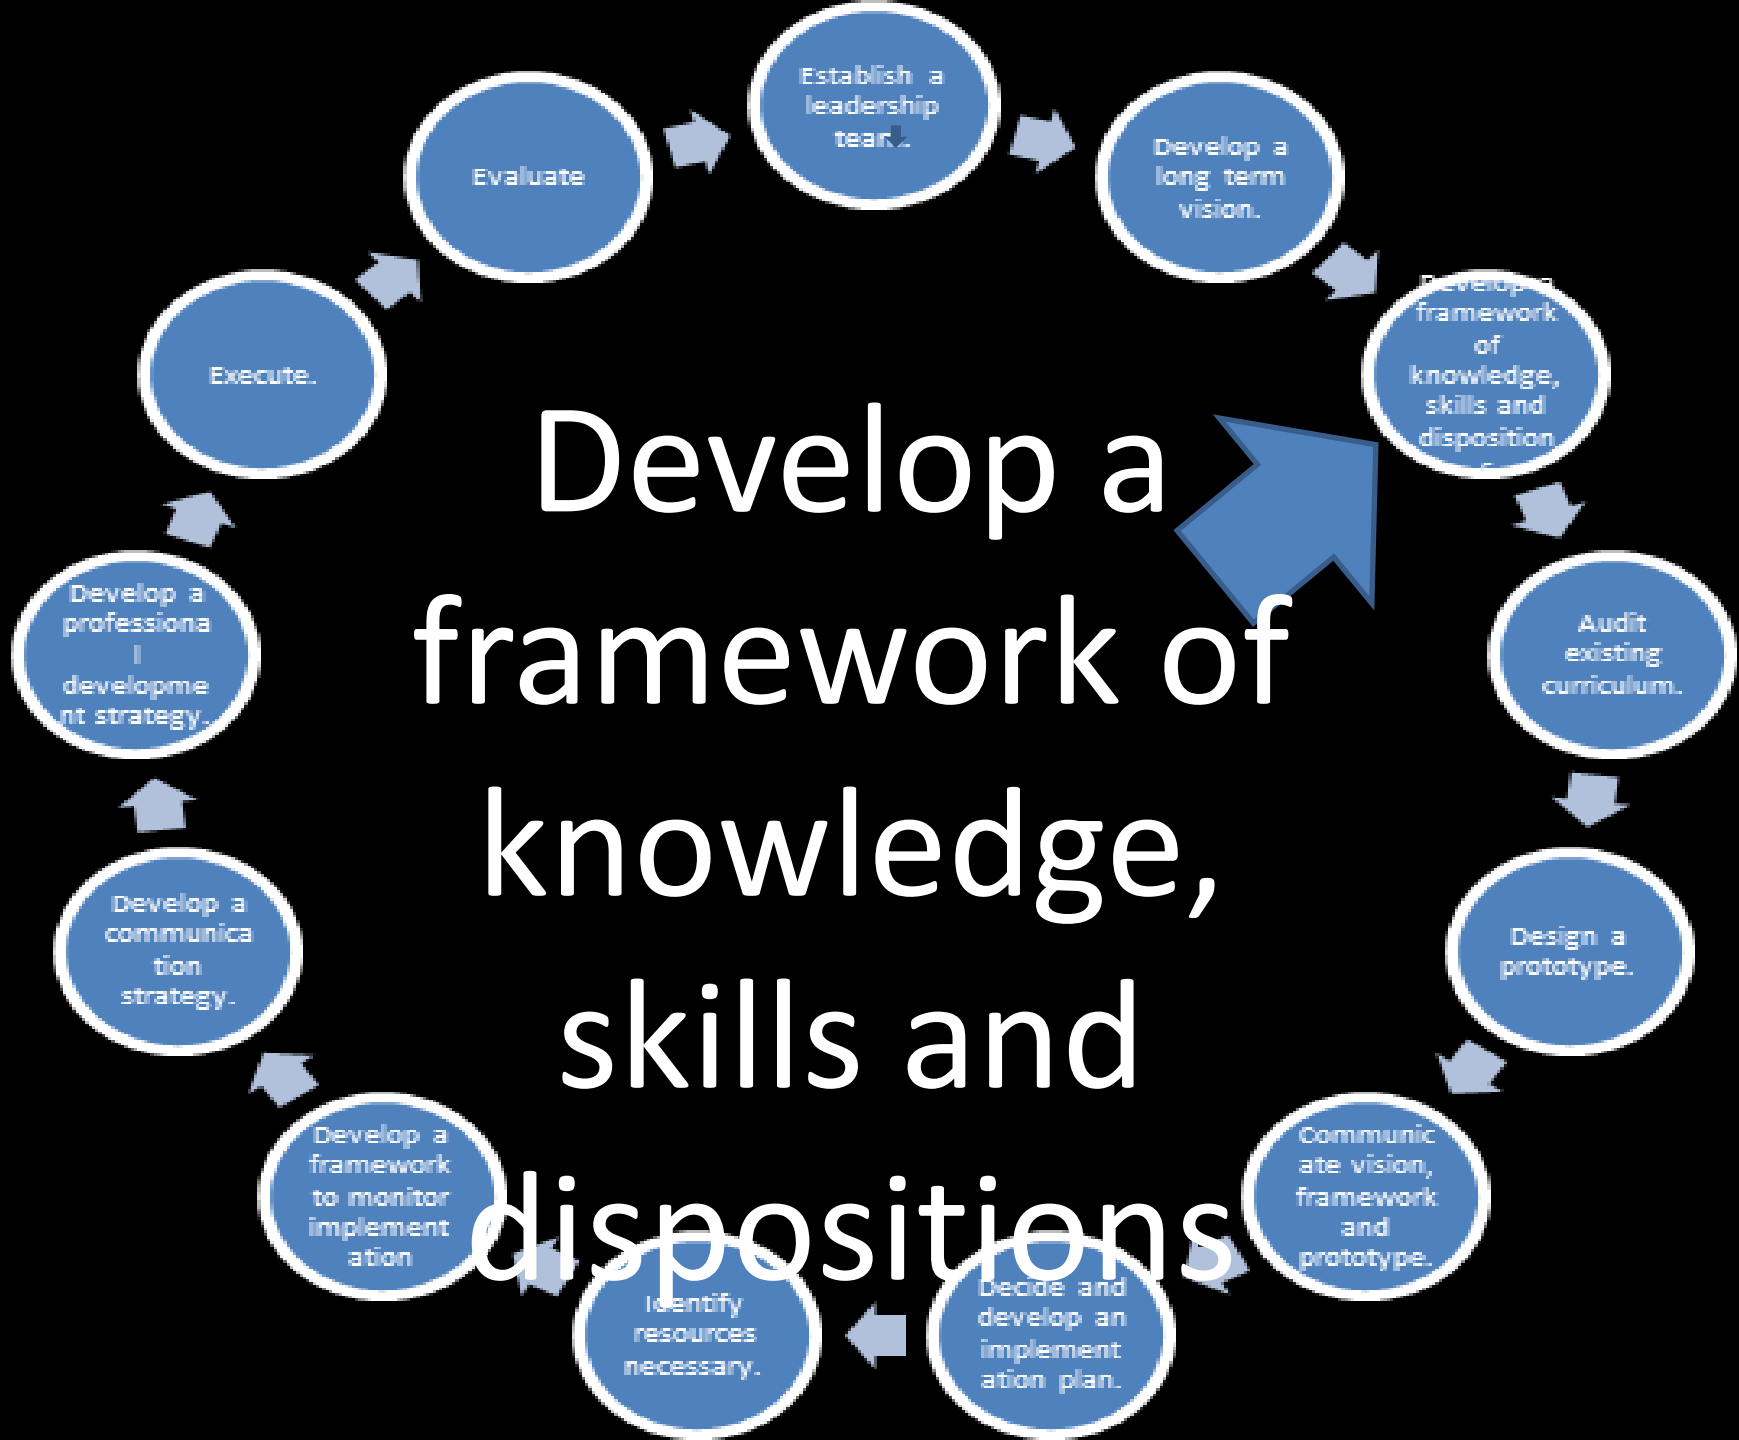 Establish a
leadership
team.
Develop a
long term
vision.
Develop a
framework
of
knowledge,
skills and
disposition
s.
Audit
existing
curriculum.
Design a
prototype.
Communic
ate vision,
framework
and
prototype.
Decide and
develop an
implement
ation plan.
Identify
resources
necessary.
Develop a
framework
to monitor
implement
ation
Develop a
communica
tion
strategy.
Develop a
professiona
l
developme
nt strategy.
Execute.
Evaluate
Develop a
framework of
knowledge,
skills and
dispositions